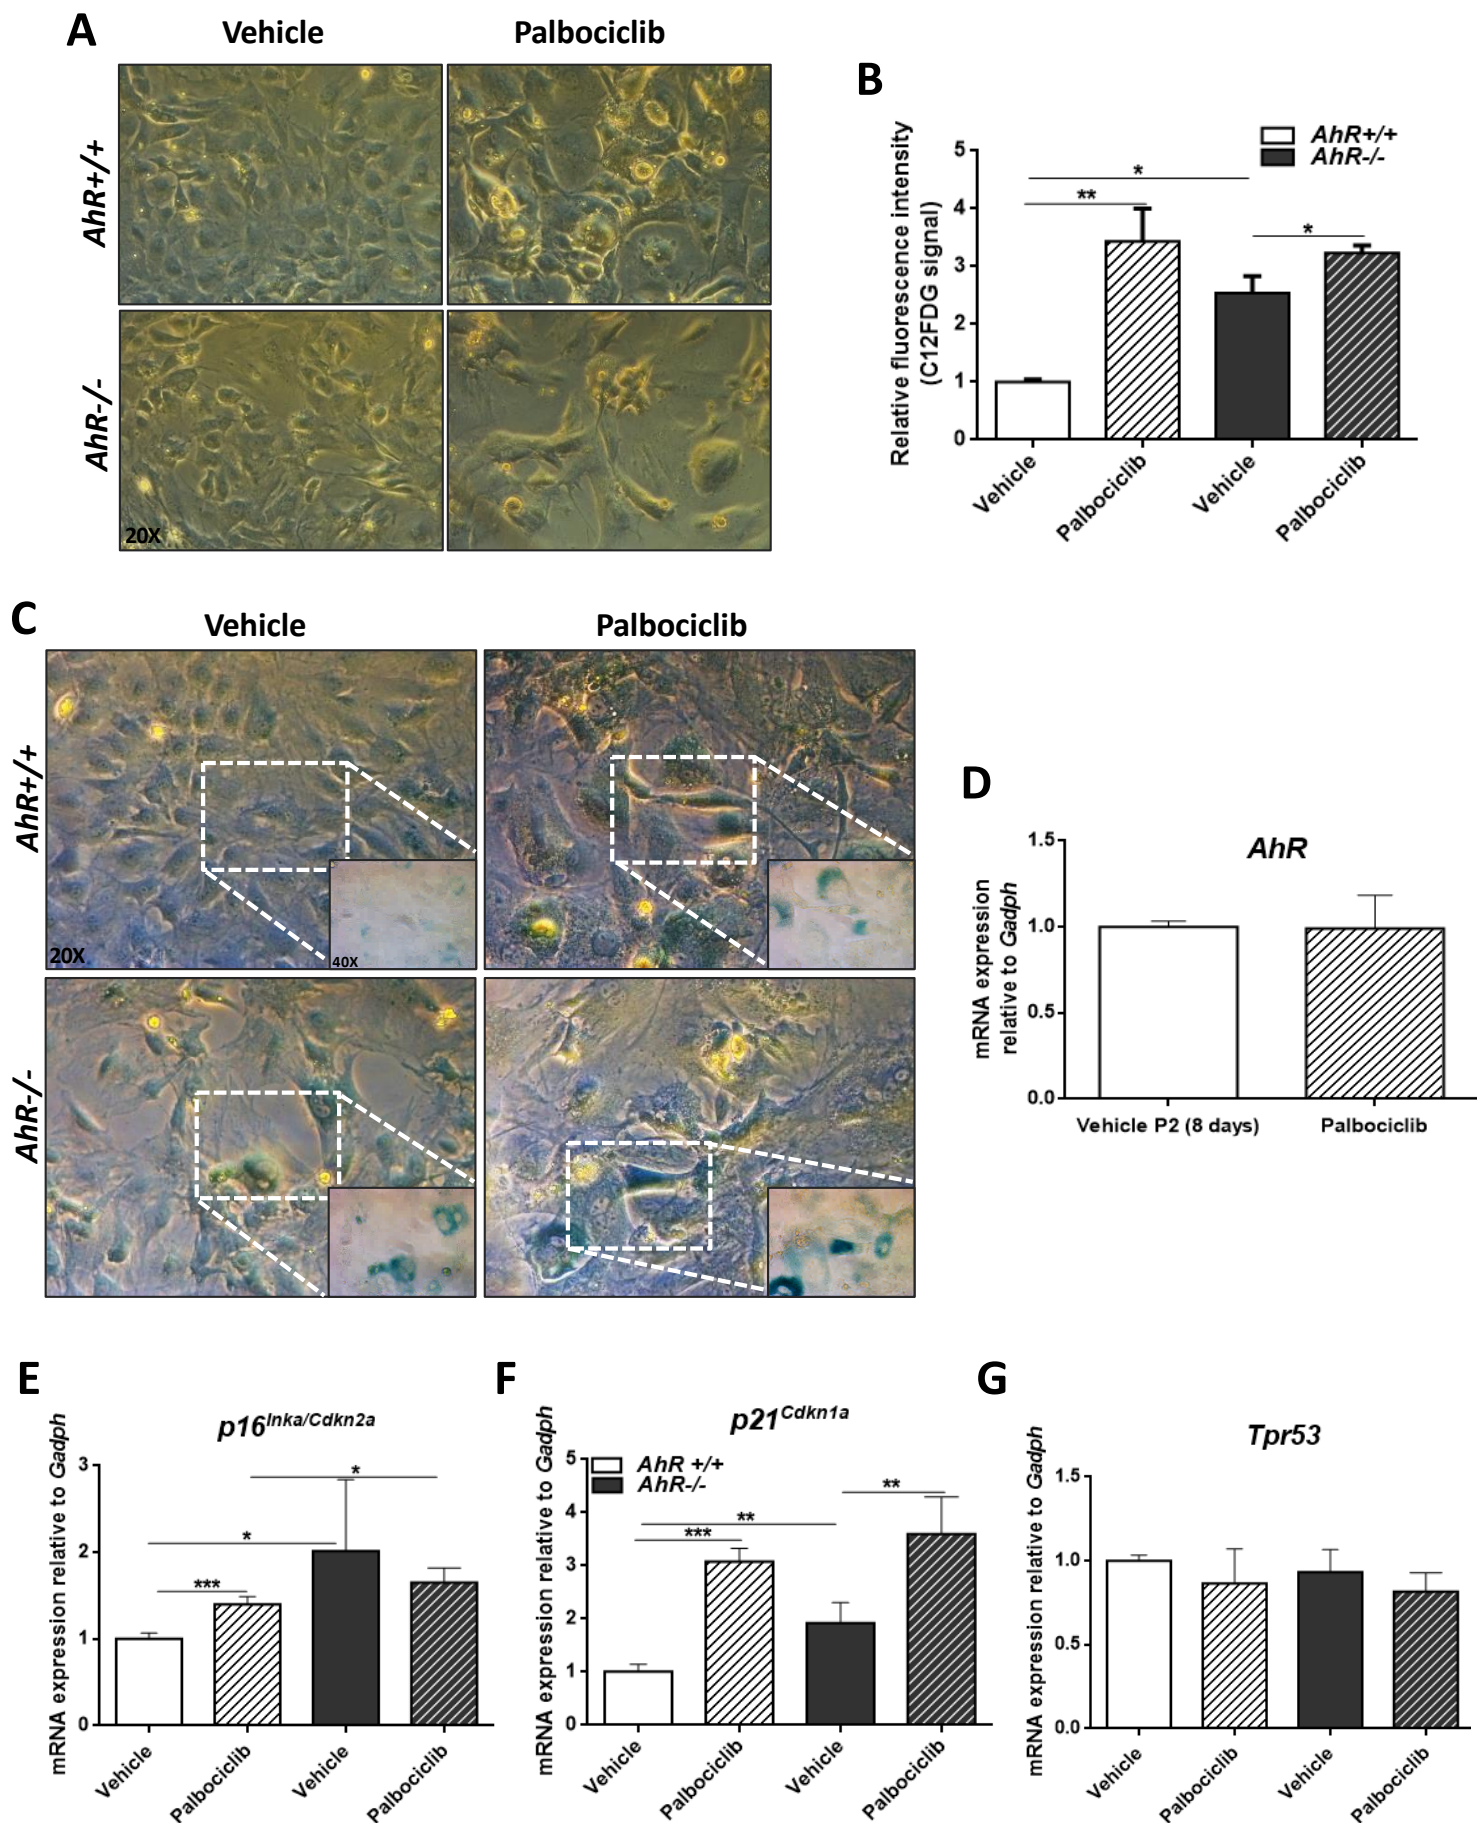 A
Vehicle
Palbociclib
AhR+/+
AhR-/-
20X
B
AhR+/+
AhR-/-
Relative fluorescence intensity
(C12FDG signal)
5
4
3
2
1
0
*
**
*
Vehicle
Palbociclib
Vehicle
Palbociclib
C
Vehicle
Palbociclib
AhR+/+
AhR-/-
20X
40X
D
AhR
mRNA expression
relative to Gadph
1.5
1.0
0.5
0.0
Vehicle P2 (8 days)
Palbociclib
E
p16Inka/Cdkn2a
mRNA expression relative to Gadph
3
2
1
0
*
*
***
Vehicle
Palbociclib
Vehicle
Palbociclib
F
p21Cdkn1a
AhR +/+
AhR-/-
mRNA expression relative to Gadph
5
4
3
2
1
0
**
**
***
Vehicle
Palbociclib
Vehicle
Palbociclib
G
Tpr53
mRNA expression relative to Gadph
1.5
1.0
0.5
0.0
Vehicle
Palbociclib
Vehicle
Palbociclib